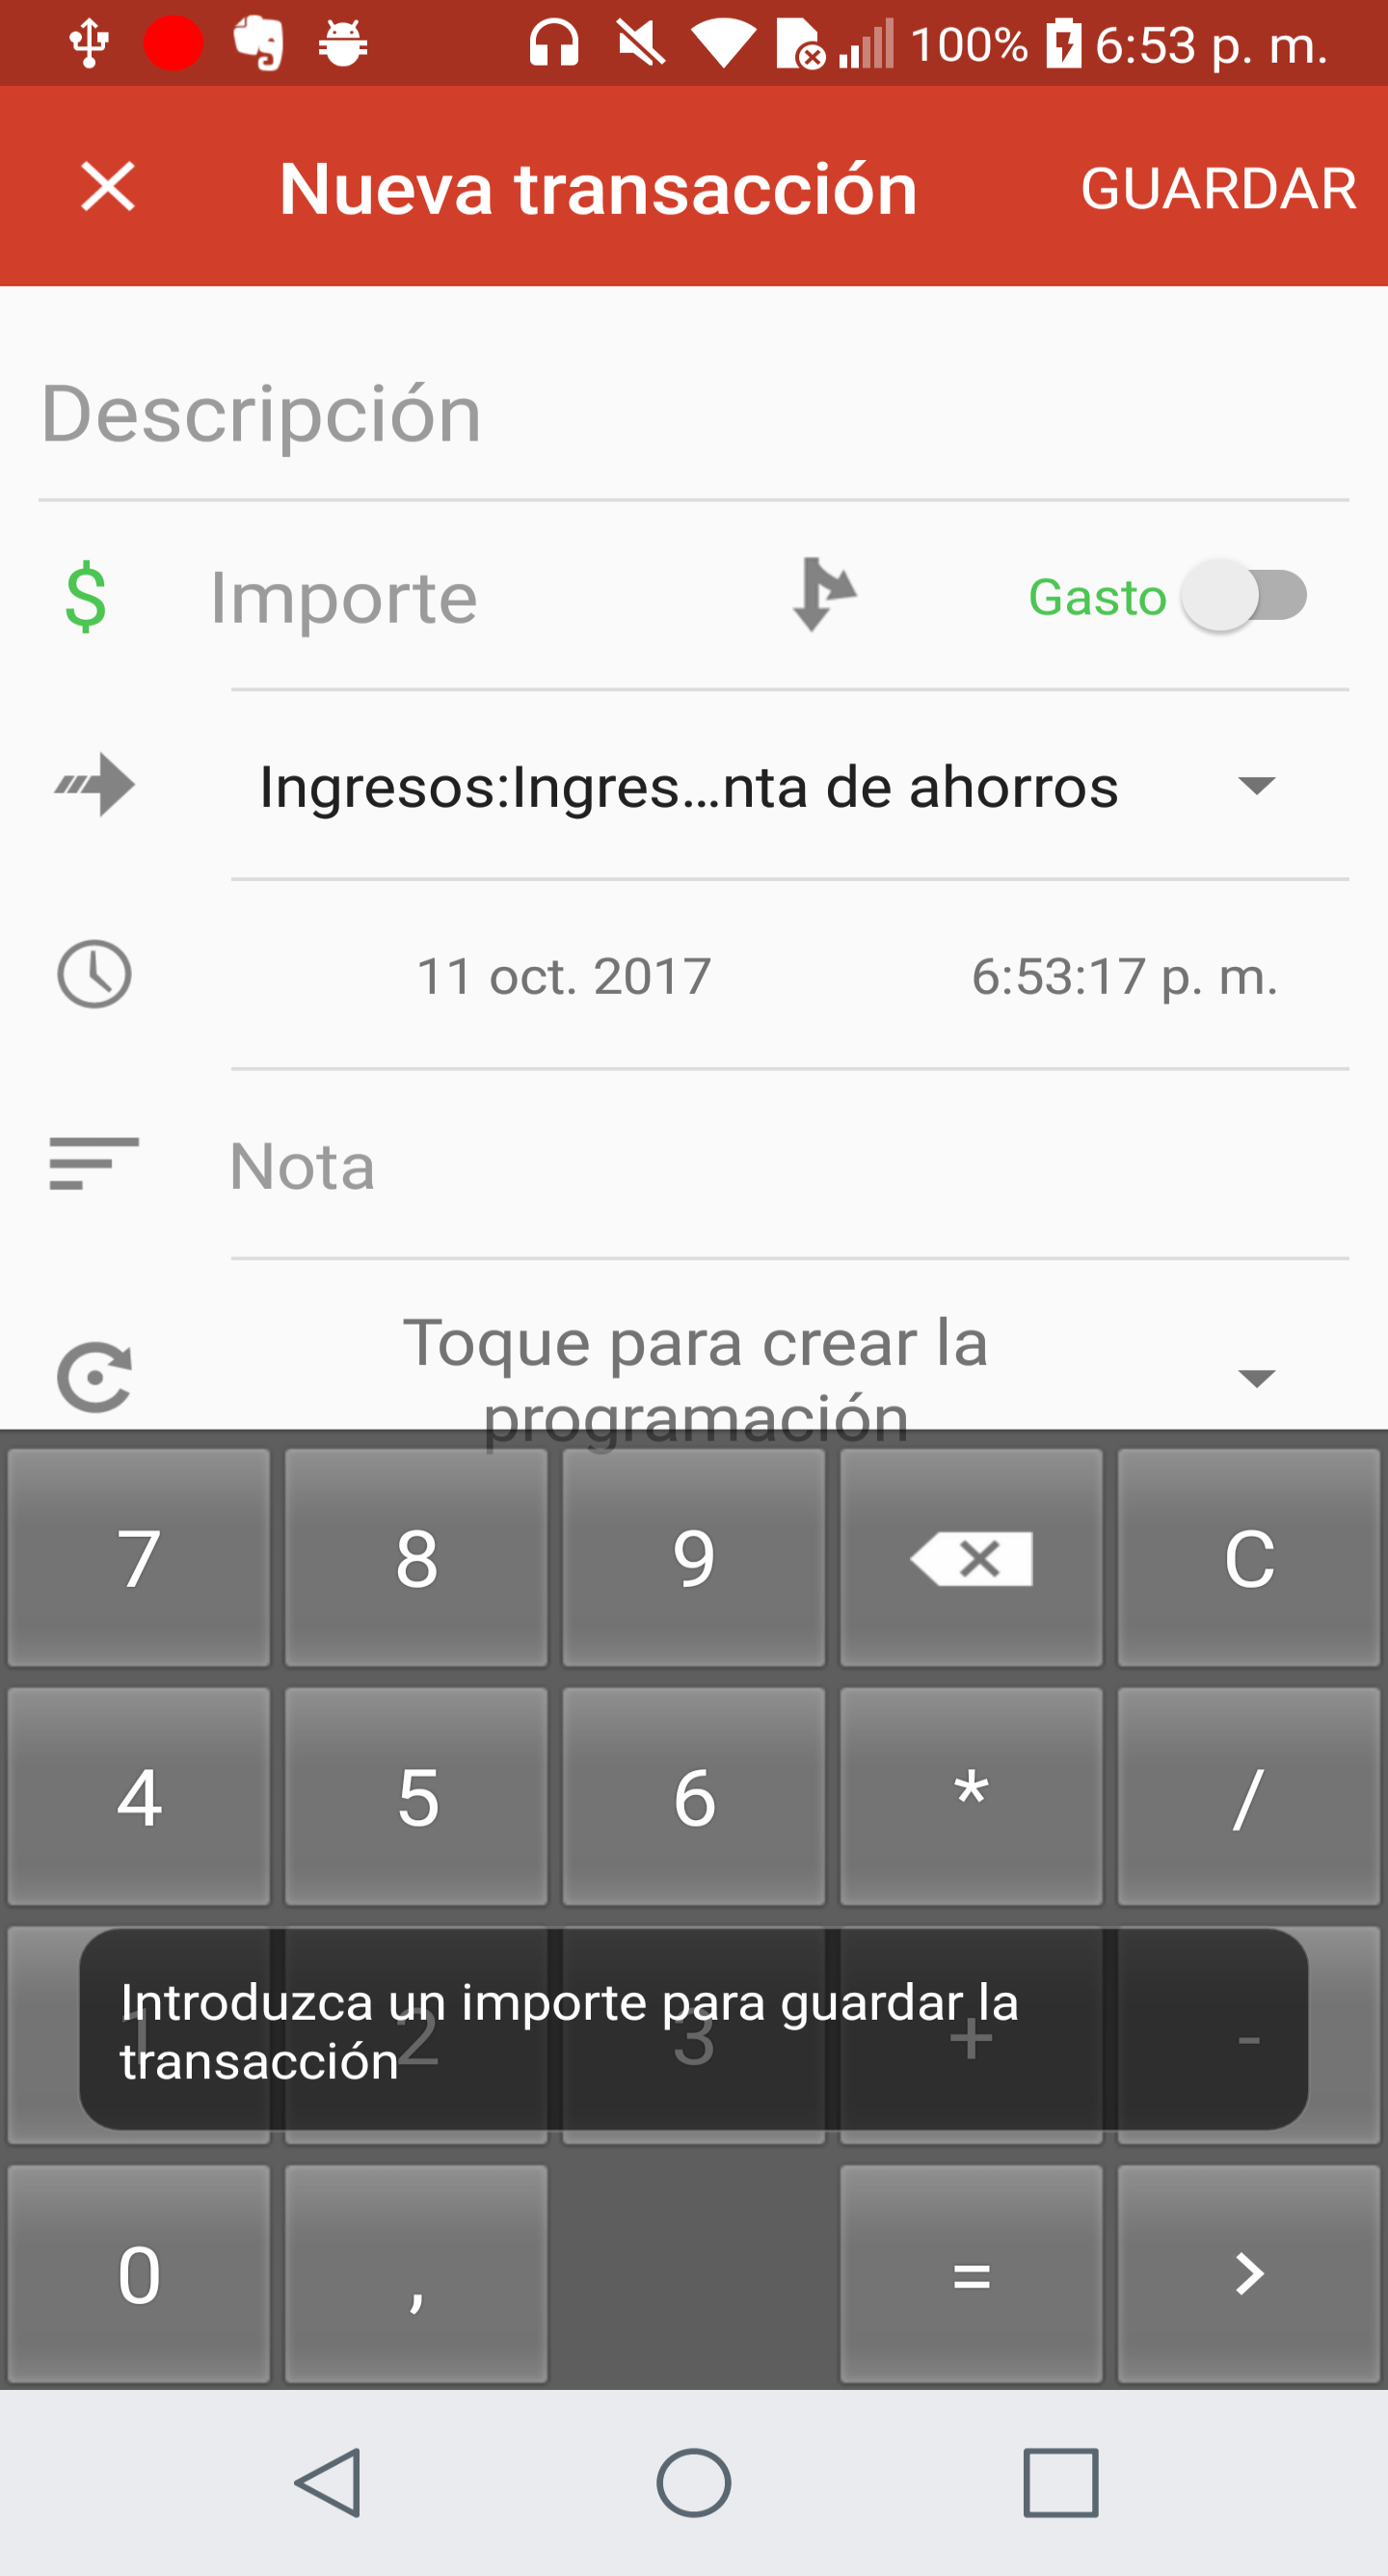 100% 6:53 p. m.
Nueva transacción GUARDAR
Descripción
$ Importe Gasto
Ingresos:Ingres...nta de ahorros
11 oct. 2017 6:53:17 p. m.
Nota
Toque para crear la
programación
7 8 9 C
4 5 6 * /
1 2 3 + -
Introduzca un importe para guardar la
transacción
0 , = >